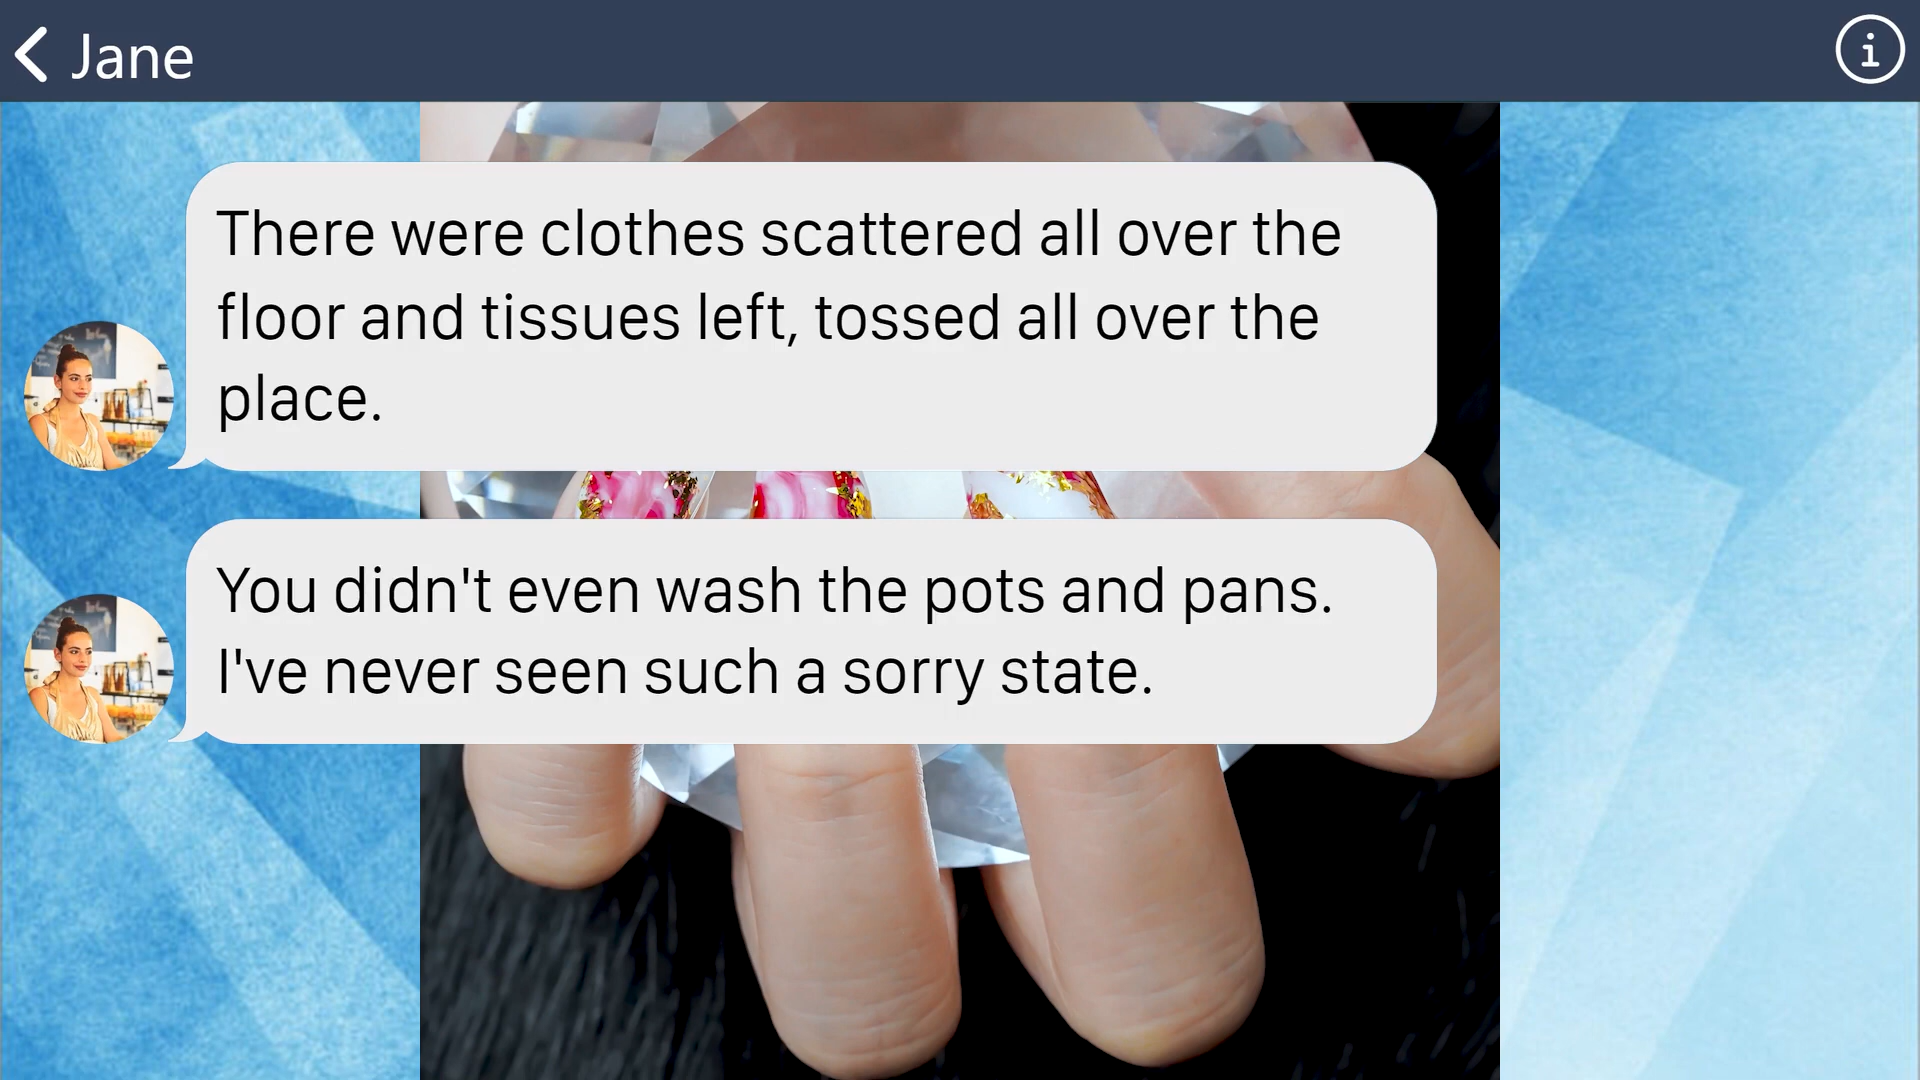 Jane
There were clothes scattered all over the
floor and tissues left, tossed all over the
place.
You didn't even wash the pots and pans.
I've never seen such a sorry state.